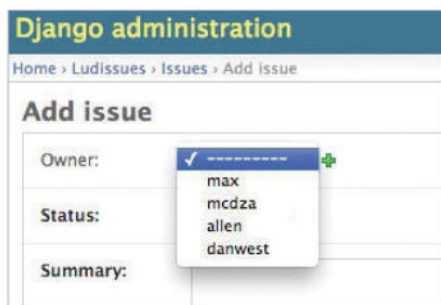 Django administration
Home › Ludissues › Issues › Add issue
Add issue
Owner:
✓ ---------
max
mcdza
allen
danwest
Status:
Summary: